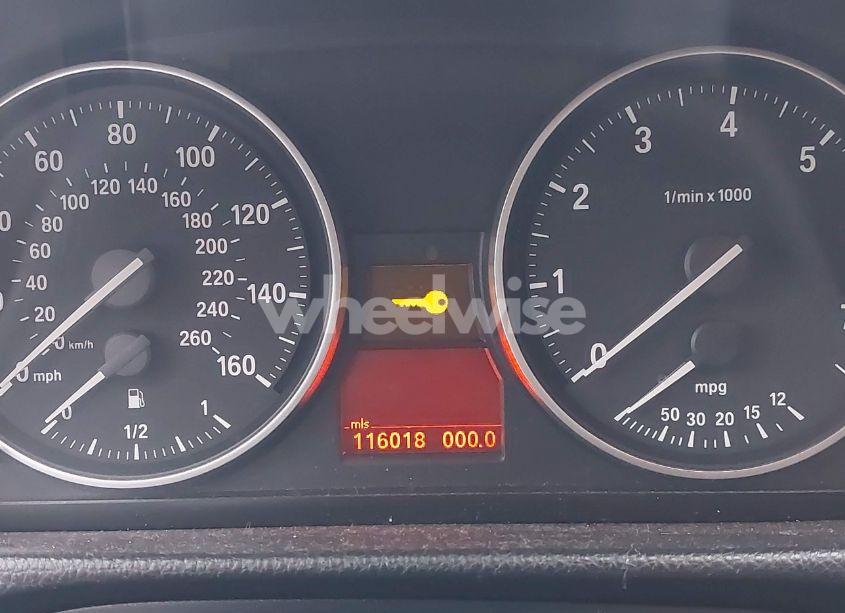 60 80 100 120 140 160
20 40 60 80 100 120 140 160 180 200 220 240 260
km/h
0 mph
0 1/2 1
wheelwise
mls
116018 000.0
0 1 2 3 4 5
1/min x 1000
mpg
50 30 20 15 12